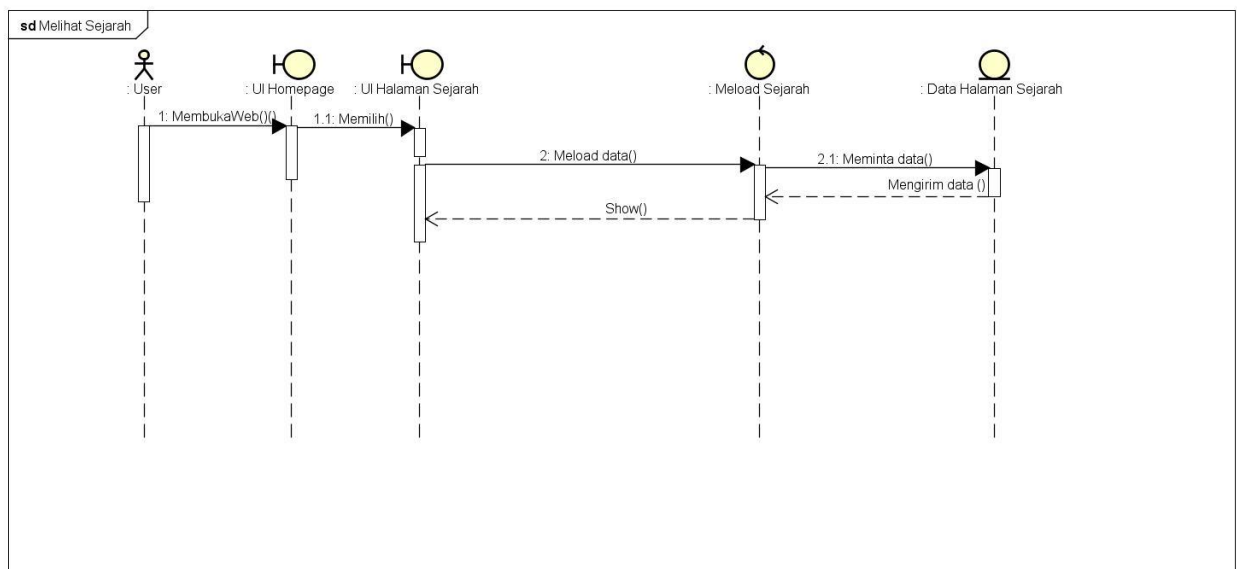 sd Melihat Sejarah
: User
: UI Homepage
: UI Halaman Sejarah
: Meload Sejarah
: Data Halaman Sejarah
1: MembukaWeb()()
1.1: Memilih()
2: Meload data()
2.1: Meminta data()
Mengirim data ()
Show()